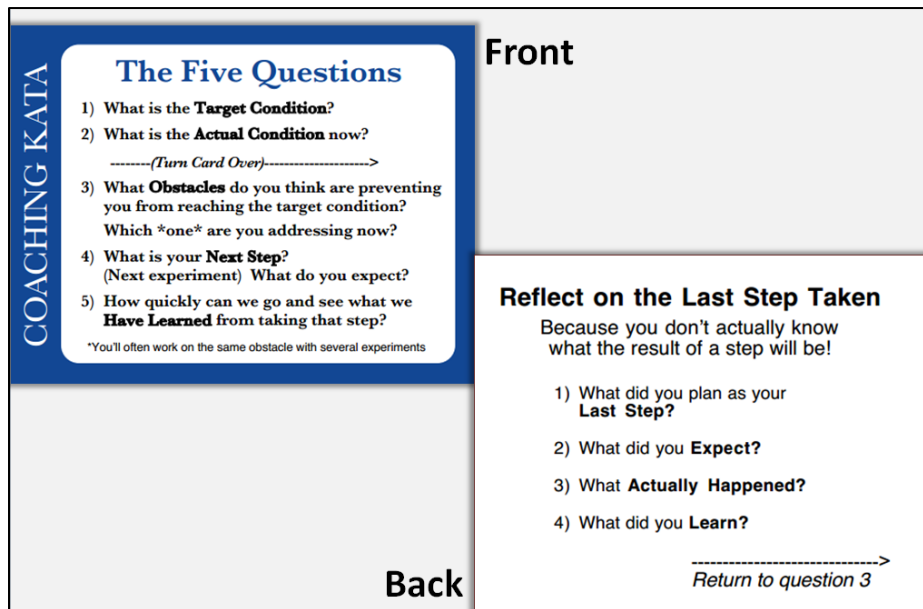 COACHING KATA
The Five Questions
1) What is the Target Condition?
2) What is the Actual Condition now?
--------(Turn Card Over)--------------------->
3) What Obstacles do you think are preventing
you from reaching the target condition?
Which *one* are you addressing now?
4) What is your Next Step?
(Next experiment) What do you expect?
5) How quickly can we go and see what we
Have Learned from taking that step?
*You'll often work on the same obstacle with several experiments
Front
Reflect on the Last Step Taken
Because you don't actually know
what the result of a step will be!
1) What did you plan as your
Last Step?
2) What did you Expect?
3) What Actually Happened?
4) What did you Learn?
------------------------------->
Return to question 3
Back